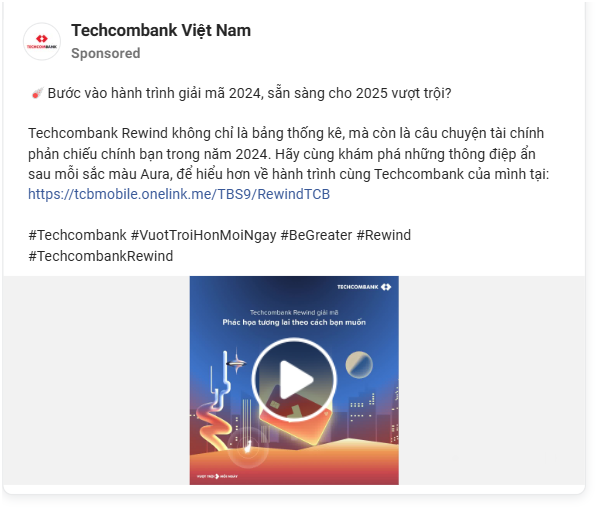 Techcombank Việt Nam
TECHCOMBANK
Sponsored
Bước vào hành trình giải mã 2024, sẵn sàng cho 2025 vượt trội?
Techcombank Rewind không chỉ là bảng thống kê, mà còn là câu chuyện tài chính
phản chiếu chính bạn trong năm 2024. Hãy cùng khám phá những thông điệp ẩn
sau mỗi sắc màu Aura, để hiểu hơn về hành trình cùng Techcombank của mình tại:
https://tcbmobile.onelink.me/TBS9/RewindTCB
#Techcombank #VuotTroiHonMoiNgay #BeGreater #Rewind
#TechcombankRewind
TECHCOMBANK
Techcombank Rewind giải mã
Phác họa tương lai theo cách bạn muốn
VƯỢT TRỘI HƠN MỖI NGÀY